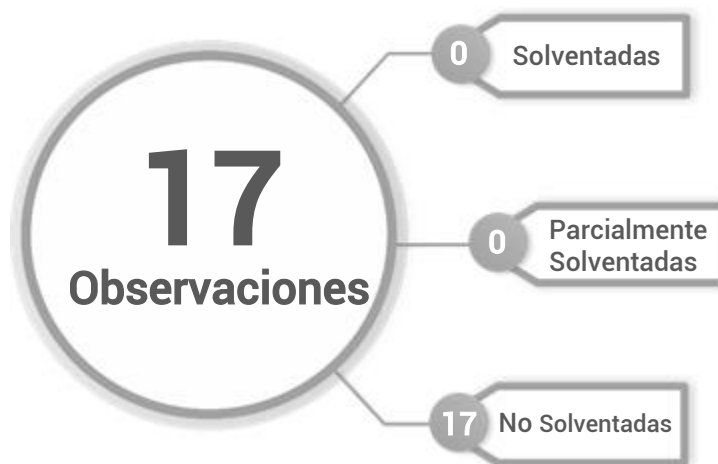 17
Observaciones
0
Solventadas
0
Parcialmente
Solventadas
17
No Solventadas